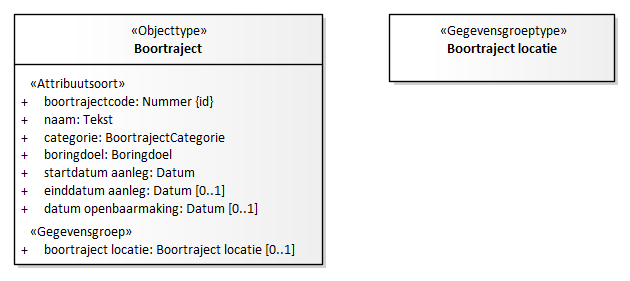 «Objecttype»
Boortraject
«Attribuutsoort»
+ boortrajectcode: Nummer {id}
+ naam: Tekst
+ categorie: BoortrajectCategorie
+ boringdoel: Boringdoel
+ startdatum aanleg: Datum
+ einddatum aanleg: Datum [0..1]
+ datum openbaarmaking: Datum [0..1]
«Gegevensgroep»
+ boortraject locatie: Boortraject locatie [0..1]
«Gegevensgroeptype»
Boortraject locatie